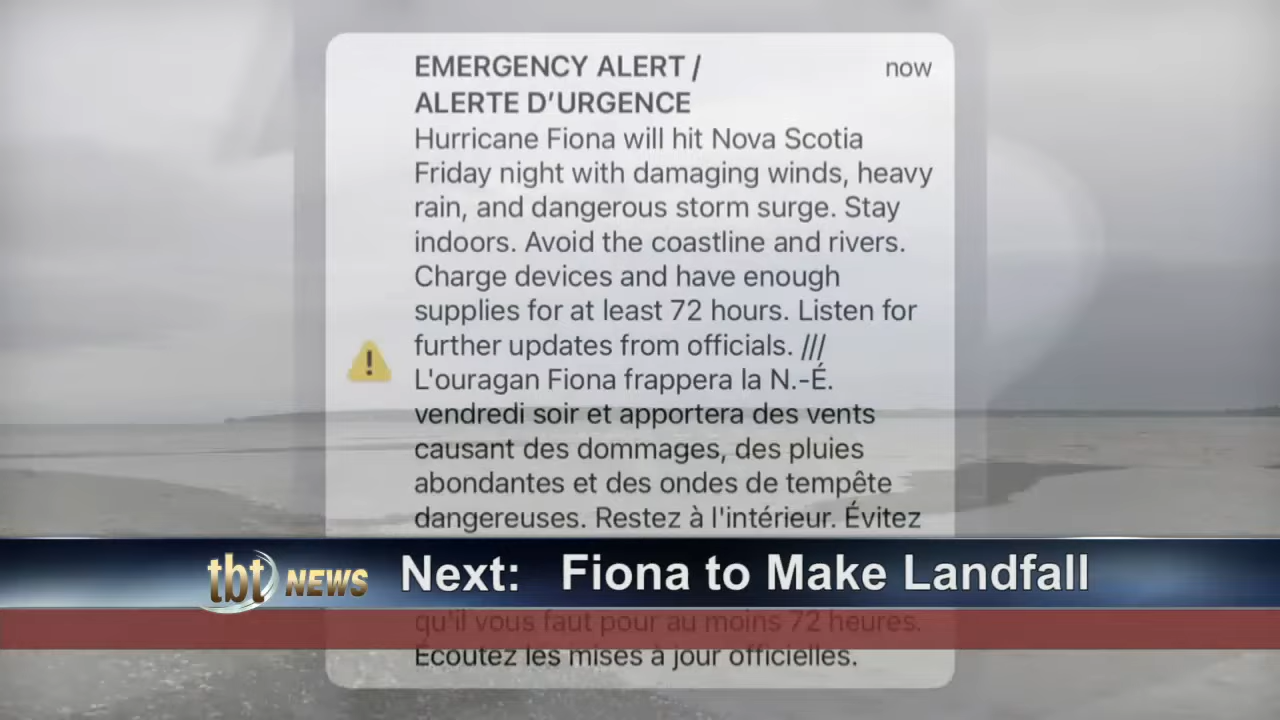 EMERGENCY ALERT /
ALERTE D'URGENCE
now
Hurricane Fiona will hit Nova Scotia
Friday night with damaging winds, heavy
rain, and dangerous storm surge. Stay
indoors. Avoid the coastline and rivers.
Charge devices and have enough
supplies for at least 72 hours. Listen for
further updates from officials. ///
L'ouragan Fiona frappera la N.-É.
vendredi soir et apportera des vents
causant des dommages, des pluies
abondantes et des ondes de tempête
dangereuses. Restez à l'intérieur. Évitez
tbt NEWS Next: Fiona to Make Landfall
qu'il vous faut pour au moins 72 heures.
Écoutez les mises à jour officielles.